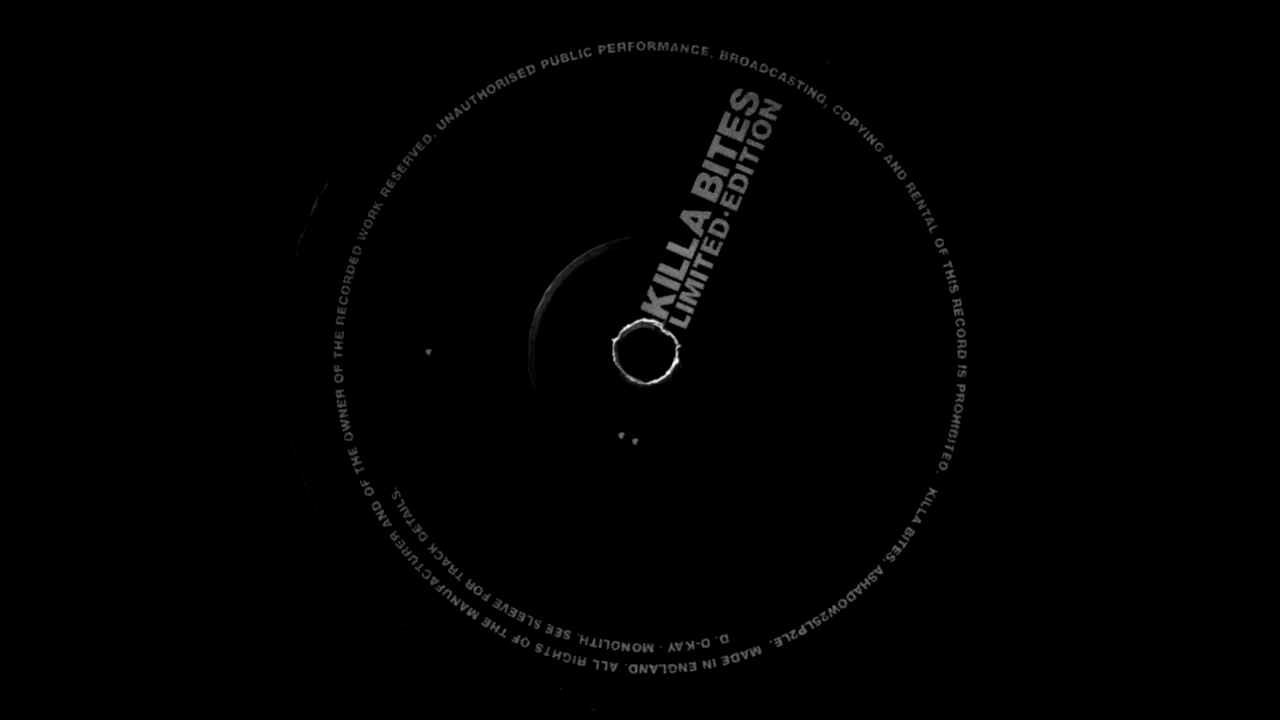 KILLA BITES
LIMITED·EDITION
KILLA BITES. ASHADOW25LP2LE. MADE IN ENGLAND. ALL RIGHTS OF THE MANUFACTURER AND OF THE OWNER OF THE RECORDED WORK RESERVED. UNAUTHORISED PUBLIC PERFORMANCE, BROADCASTING, COPYING AND RENTAL OF THIS RECORD IS PROHIBITED.
D. D-KAY · MONOLITH. SEE SLEEVE FOR TRACK DETAILS.